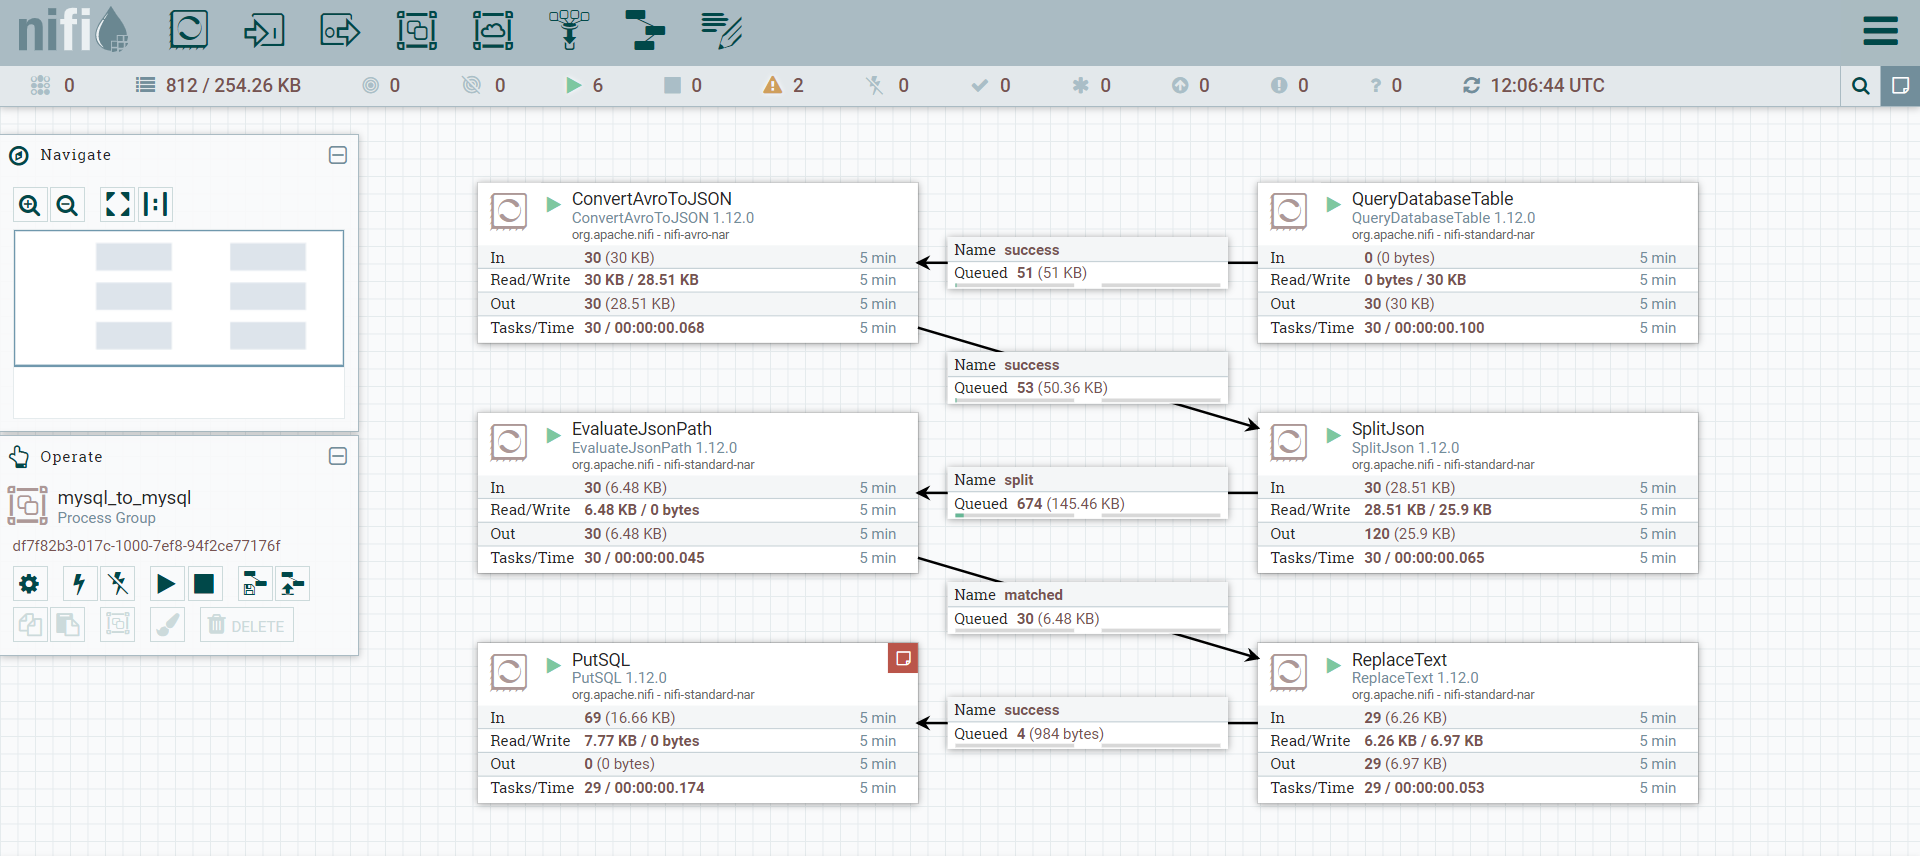 nifi
0 812 / 254.26 KB 0 0 6 0 2 0 0 0 0 0 ? 0 12:06:44 UTC
Navigate
Operate
mysql_to_mysql
Process Group
df7f82b3-017c-1000-7ef8-94f2ce77176f
DELETE
ConvertAvroToJSON
ConvertAvroToJSON 1.12.0
org.apache.nifi - nifi-avro-nar
In 30 (30 KB) 5 min
Read/Write 30 KB / 28.51 KB 5 min
Out 30 (28.51 KB) 5 min
Tasks/Time 30 / 00:00:00.068 5 min
Name success
Queued 51 (51 KB)
QueryDatabaseTable
QueryDatabaseTable 1.12.0
org.apache.nifi - nifi-standard-nar
In 0 (0 bytes) 5 min
Read/Write 0 bytes / 30 KB 5 min
Out 30 (30 KB) 5 min
Tasks/Time 30 / 00:00:00.100 5 min
Name success
Queued 53 (50.36 KB)
EvaluateJsonPath
EvaluateJsonPath 1.12.0
org.apache.nifi - nifi-standard-nar
In 30 (6.48 KB) 5 min
Read/Write 6.48 KB / 0 bytes 5 min
Out 30 (6.48 KB) 5 min
Tasks/Time 30 / 00:00:00.045 5 min
Name split
Queued 674 (145.46 KB)
SplitJson
SplitJson 1.12.0
org.apache.nifi - nifi-standard-nar
In 30 (28.51 KB) 5 min
Read/Write 28.51 KB / 25.9 KB 5 min
Out 120 (25.9 KB) 5 min
Tasks/Time 30 / 00:00:00.065 5 min
Name matched
Queued 30 (6.48 KB)
PutSQL
PutSQL 1.12.0
org.apache.nifi - nifi-standard-nar
In 69 (16.66 KB) 5 min
Read/Write 7.77 KB / 0 bytes 5 min
Out 0 (0 bytes) 5 min
Tasks/Time 29 / 00:00:00.174 5 min
Name success
Queued 4 (984 bytes)
ReplaceText
ReplaceText 1.12.0
org.apache.nifi - nifi-standard-nar
In 29 (6.26 KB) 5 min
Read/Write 6.26 KB / 6.97 KB 5 min
Out 29 (6.97 KB) 5 min
Tasks/Time 29 / 00:00:00.053 5 min